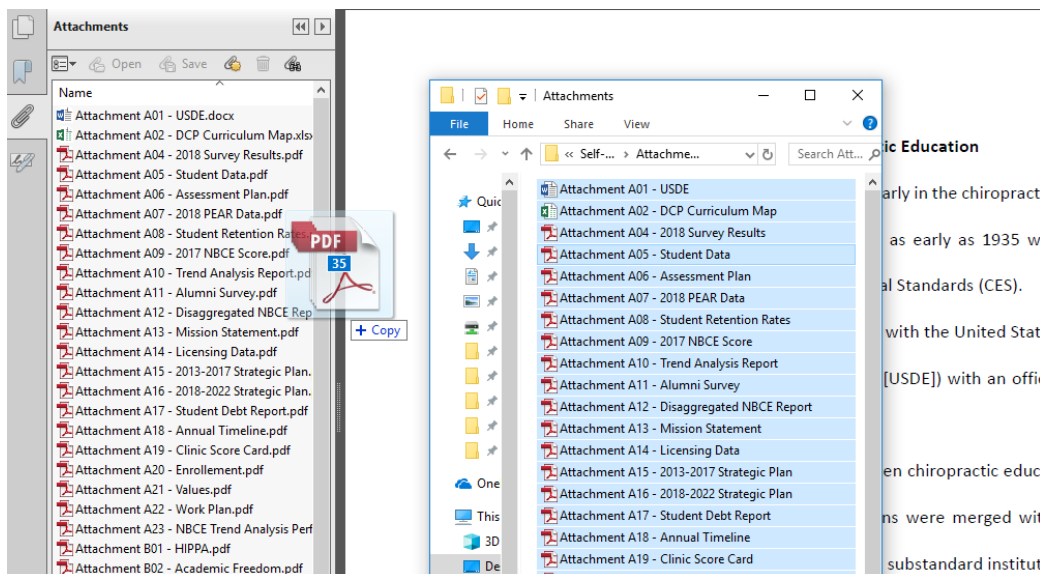 Attachments
Open Save
Name
Attachment A01 - USDE.docx
Attachment A02 - DCP Curriculum Map.xls
Attachment A04 - 2018 Survey Results.pdf
Attachment A05 - Student Data.pdf
Attachment A06 - Assessment Plan.pdf
Attachment A07 - 2018 PEAR Data.pdf
Attachment A08 - Student Retention Rates.
Attachment A09 - 2017 NBCE Score.pdf
Attachment A10 - Trend Analysis Report.pd
Attachment A11 - Alumni Survey.pdf
Attachment A12 - Disaggregated NBCE Rep
Attachment A13 - Mission Statement.pdf
Attachment A14 - Licensing Data.pdf
Attachment A15 - 2013-2017 Strategic Plan.
Attachment A16 - 2018-2022 Strategic Plan.
Attachment A17 - Student Debt Report.pdf
Attachment A18 - Annual Timeline.pdf
Attachment A19 - Clinic Score Card.pdf
Attachment A20 - Enrollement.pdf
Attachment A21 - Values.pdf
Attachment A22 - Work Plan.pdf
Attachment A23 - NBCE Trend Analysis Perf
Attachment B01 - HIPPA.pdf
Attachment B02 - Academic Freedom.pdf
PDF
35
+ Copy
Attachments
File Home Share View
« Self-... › Attachme... Search Att...
Quic
One
This
3D
De
Attachment A01 - USDE
Attachment A02 - DCP Curriculum Map
Attachment A04 - 2018 Survey Results
Attachment A05 - Student Data
Attachment A06 - Assessment Plan
Attachment A07 - 2018 PEAR Data
Attachment A08 - Student Retention Rates
Attachment A09 - 2017 NBCE Score
Attachment A10 - Trend Analysis Report
Attachment A11 - Alumni Survey
Attachment A12 - Disaggregated NBCE Report
Attachment A13 - Mission Statement
Attachment A14 - Licensing Data
Attachment A15 - 2013-2017 Strategic Plan
Attachment A16 - 2018-2022 Strategic Plan
Attachment A17 - Student Debt Report
Attachment A18 - Annual Timeline
Attachment A19 - Clinic Score Card
ic Education
arly in the chiropract
as early as 1935 w
al Standards (CES).
with the United Stat
[USDE]) with an offi
en chiropractic educ
ns were merged wit
substandard institut